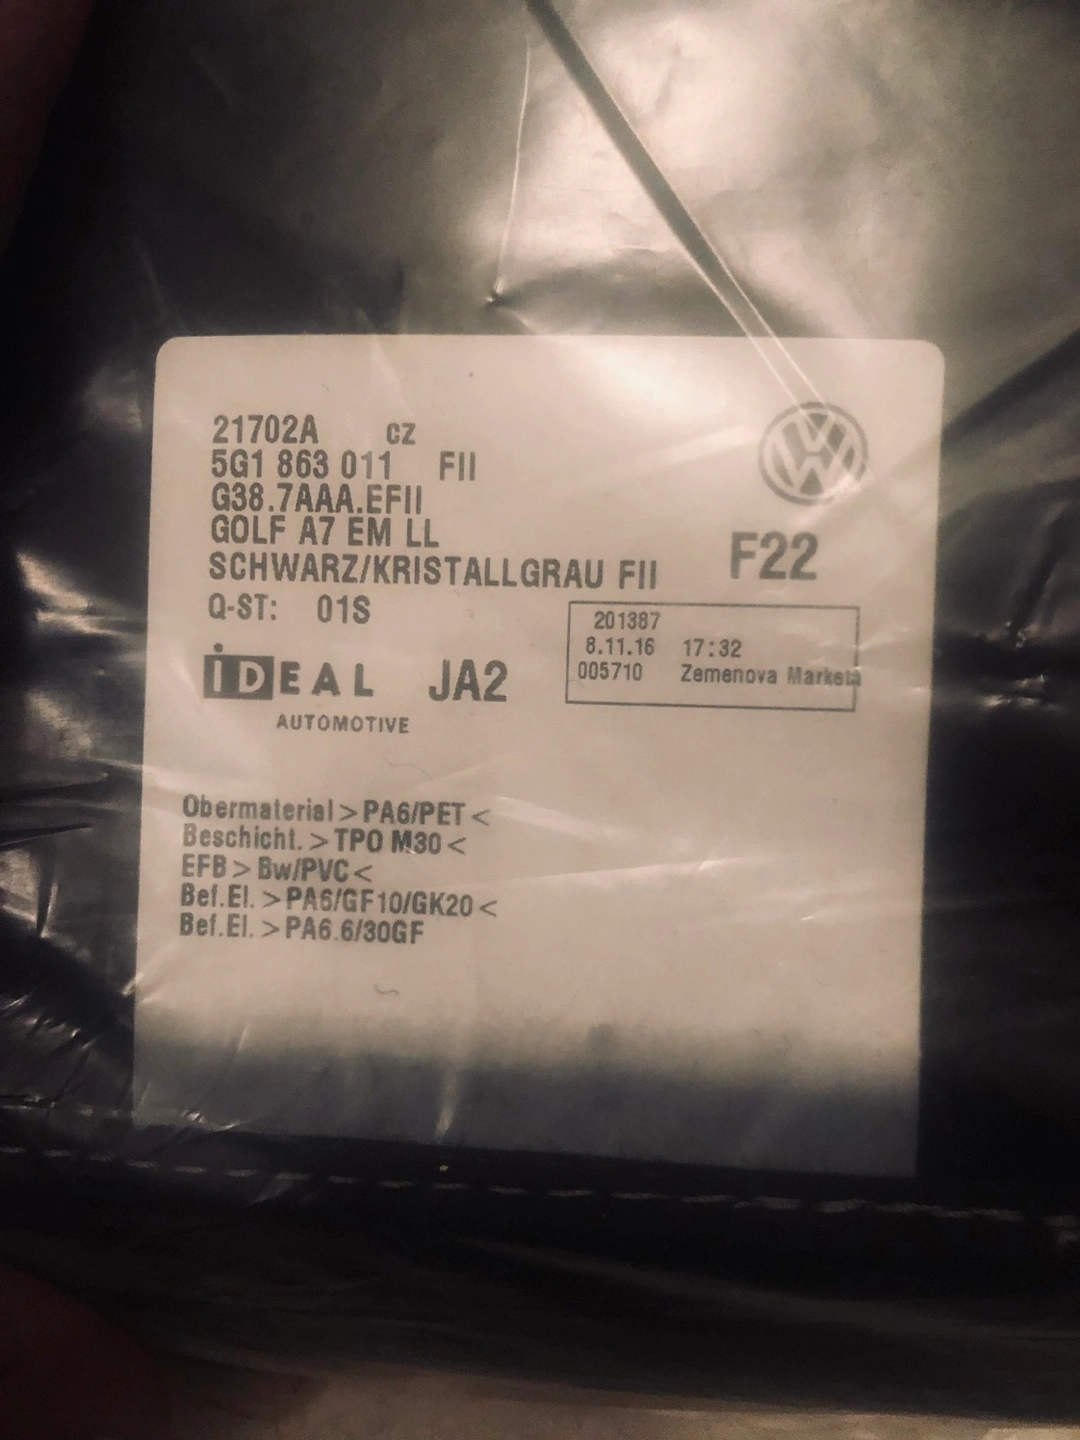 21702A cz
5G1 863 011 FII
G38.7AAA.EFII
GOLF A7 EM LL
SCHWARZ/KRISTALLGRAU FII
F22
Q-ST: 01S
201387
8.11.16 17:32
005710 Zemenova Marketa
iDEAL JA2
AUTOMOTIVE
Obermaterial > PA6/PET <
Beschicht. > TPO M30 <
EFB > Bw/PVC <
Bef.El. > PA6/GF10/GK20 <
Bef.El. > PA6.6/30GF